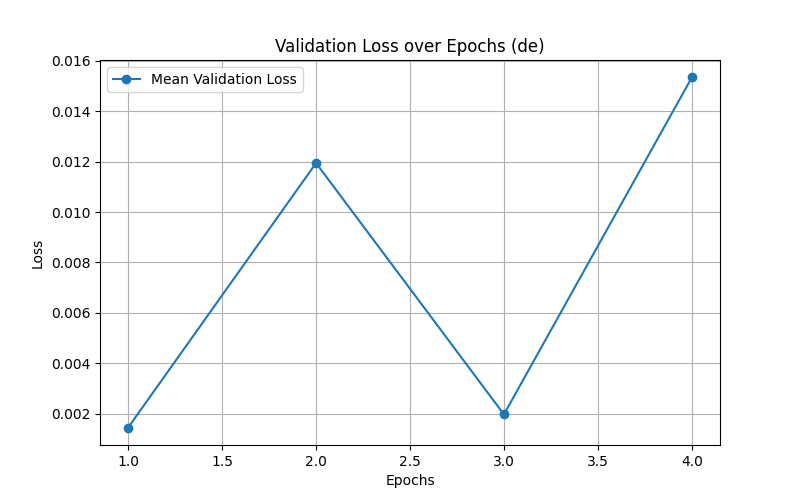 Validation Loss over Epochs (de)
Mean Validation Loss
0.016
0.014
0.012
0.010
0.008
0.006
0.004
0.002
Loss
1.0 1.5 2.0 2.5 3.0 3.5 4.0
Epochs